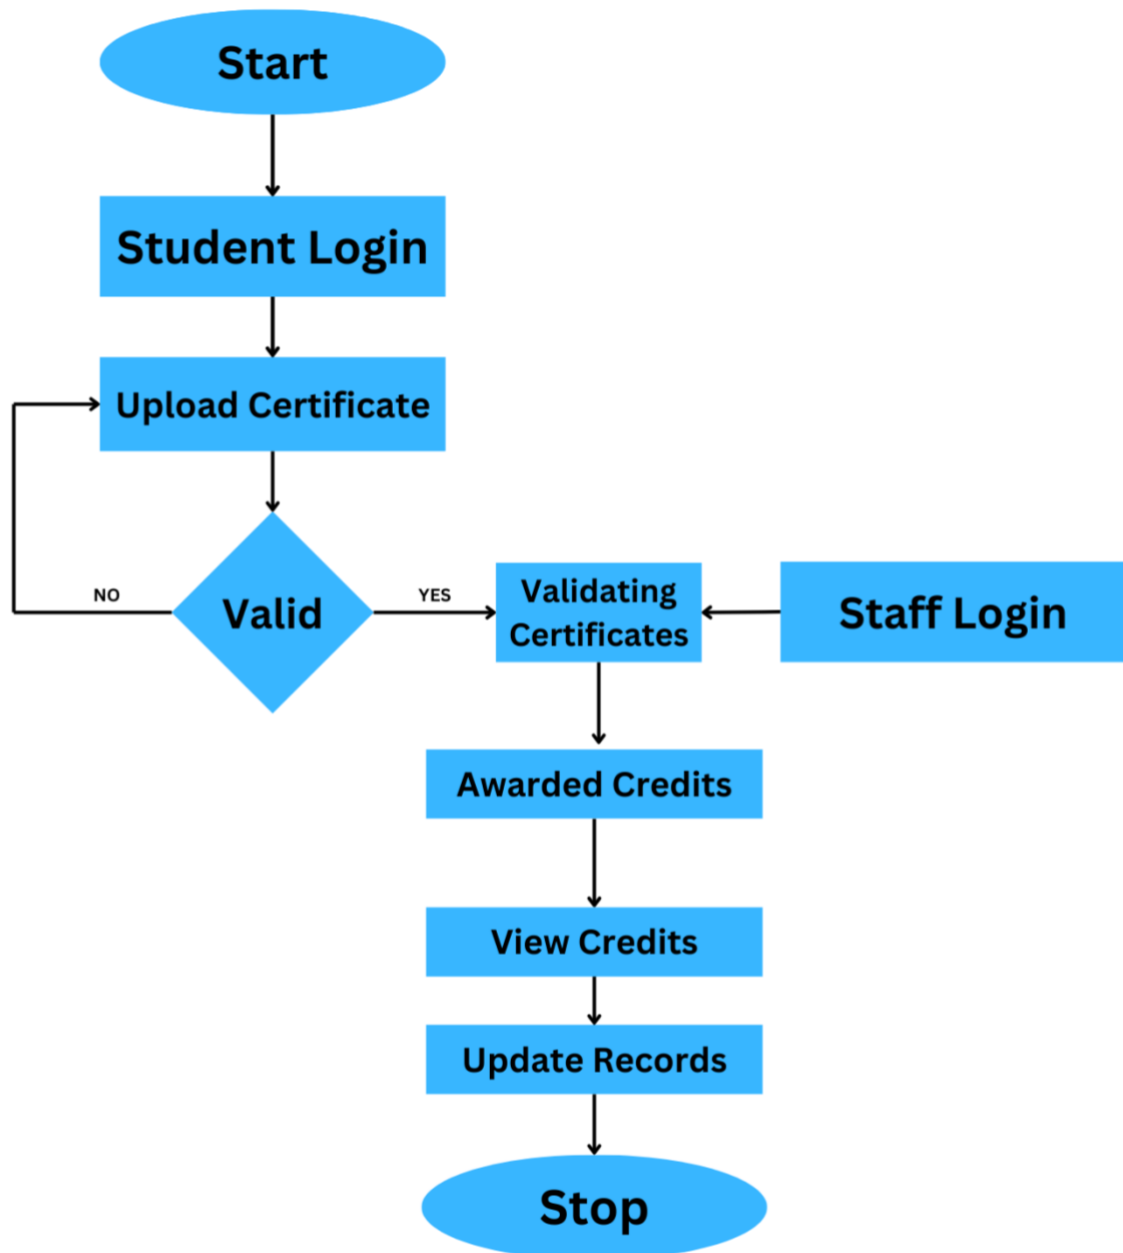 Start
Student Login
Upload Certificate
NO
Valid
YES
Validating
Certificates
Staff Login
Awarded Credits
View Credits
Update Records
Stop